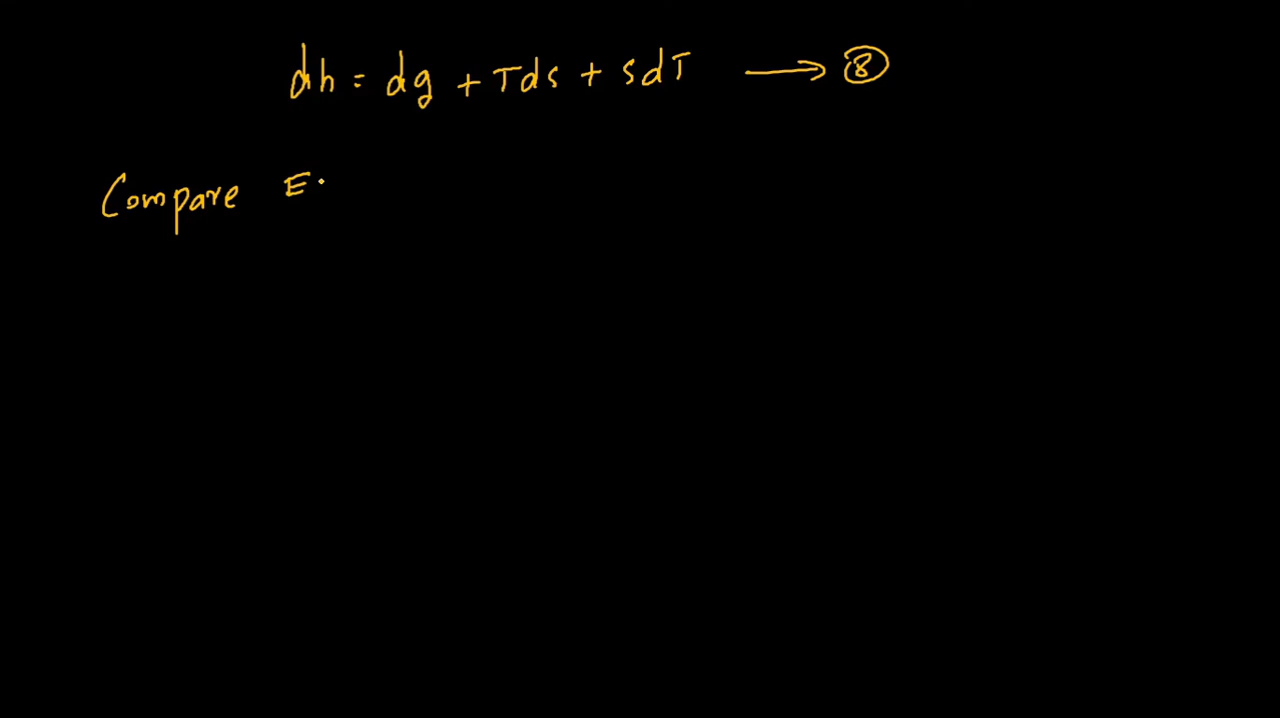 dh = dg + Tds + sdT → ⑧
Compare E